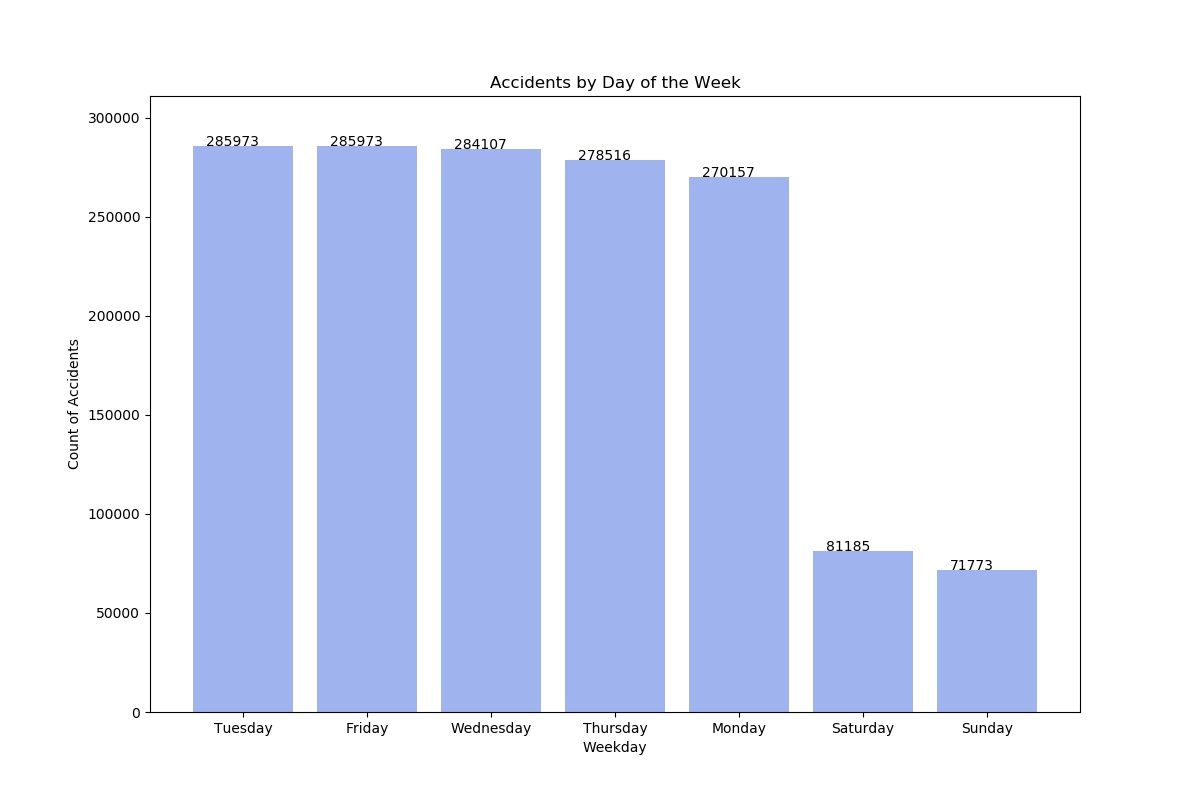 Accidents by Day of the Week
300000
250000
200000
150000
100000
50000
0
Count of Accidents
285973
285973
284107
278516
270157
81185
71773
Tuesday
Friday
Wednesday
Thursday
Monday
Saturday
Sunday
Weekday